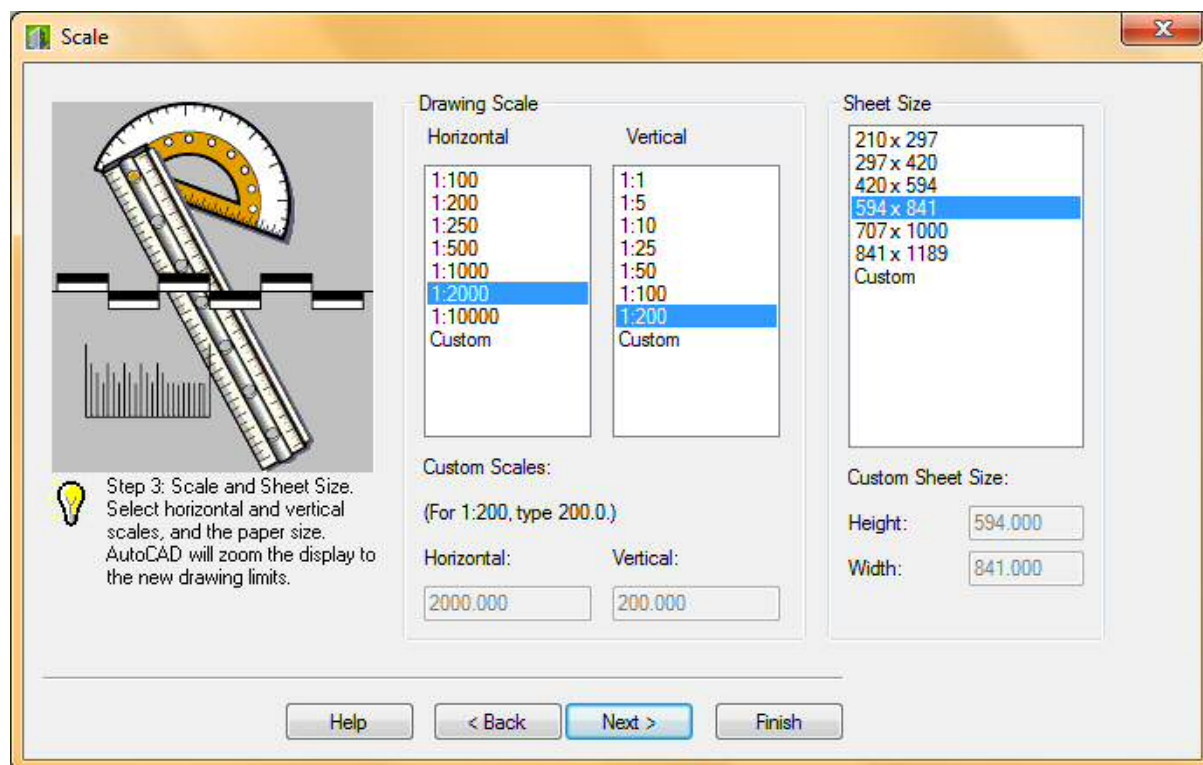 Scale
Step 3: Scale and Sheet Size.
Select horizontal and vertical
scales, and the paper size.
AutoCAD will zoom the display to
the new drawing limits.
Drawing Scale
Horizontal
1:100
1:200
1:250
1:500
1:1000
1:2000
1:10000
Custom
Vertical
1:1
1:5
1:10
1:25
1:50
1:100
1:200
Custom
Custom Scales:
(For 1:200, type 200.0.)
Horizontal:
2000.000
Vertical:
200.000
Sheet Size
210 x 297
297 x 420
420 x 594
594 x 841
707 x 1000
841 x 1189
Custom
Custom Sheet Size:
Height: 594.000
Width: 841.000
Help
< Back
Next >
Finish